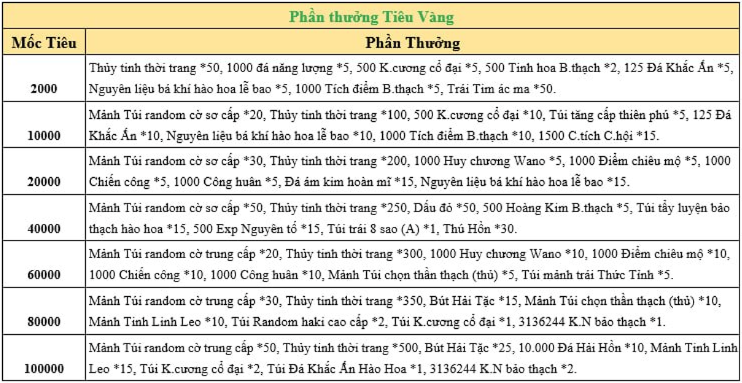 Phần thưởng Tiêu Vàng
Mốc Tiêu
Phần Thưởng
2000
Thủy tinh thời trang *50, 1000 đá năng lượng *5, 500 K.cương cổ đại *5, 500 Tinh hoa B.thạch *2, 125 Đá Khắc Ấn *5,
Nguyên liệu bá khí hào hoa lễ bao *5, 1000 Tích điểm B.thạch *5, Trái Tim ác ma *50.
10000
Mảnh Túi random cờ sơ cấp *20, Thủy tinh thời trang *100, 500 K.cương cổ đại *10, Túi tăng cấp thiên phú *5, 125 Đá
Khắc Ấn *10, Nguyên liệu bá khí hào hoa lễ bao *10, 1000 Tích điểm B.thạch *10, 1500 C.tích C.hội *15.
20000
Mảnh Túi random cờ sơ cấp *30, Thủy tinh thời trang *200, 1000 Huy chương Wano *5, 1000 Điểm chiêu mộ *5, 1000
Chiến công *5, 1000 Công huân *5, Đá ám kim hoàn mĩ *15, Nguyên liệu bá khí hào hoa lễ bao *15.
40000
Mảnh Túi random cờ sơ cấp *50, Thủy tinh thời trang *250, Dấu đỏ *50, 500 Hoàng Kim B.thạch *5, Túi tẩy luyện bảo
thạch hào hoa *15, 500 Exp Nguyên tố *15, Túi trái 8 sao (A) *1, Thú Hồn *30.
60000
Mảnh Túi random cờ trung cấp *20, Thủy tinh thời trang *300, 1000 Huy chương Wano *10, 1000 Điểm chiêu mộ *10,
1000 Chiến công *10, 1000 Công huân *10, Mảnh Túi chọn thần thạch (thủ) *5, Túi mảnh trái Thức Tỉnh *5.
80000
Mảnh Túi random cờ trung cấp *30, Thủy tinh thời trang *350, Bút Hải Tặc *15, Mảnh Túi chọn thần thạch (thủ) *10,
Mảnh Tinh Linh Leo *10, Túi Random haki cao cấp *2, Túi K.cương cổ đại *1, 3136244 K.N bảo thạch *1.
100000
Mảnh Túi random cờ trung cấp *50, Thủy tinh thời trang *500, Bút Hải Tặc *25, 10.000 Đá Hải Hồn *10, Mảnh Tinh Linh
Leo *15, Túi K.cương cổ đại *2, Túi Đá Khắc Ấn Hào Hoa *1, 3136244 K.N bảo thạch *2.